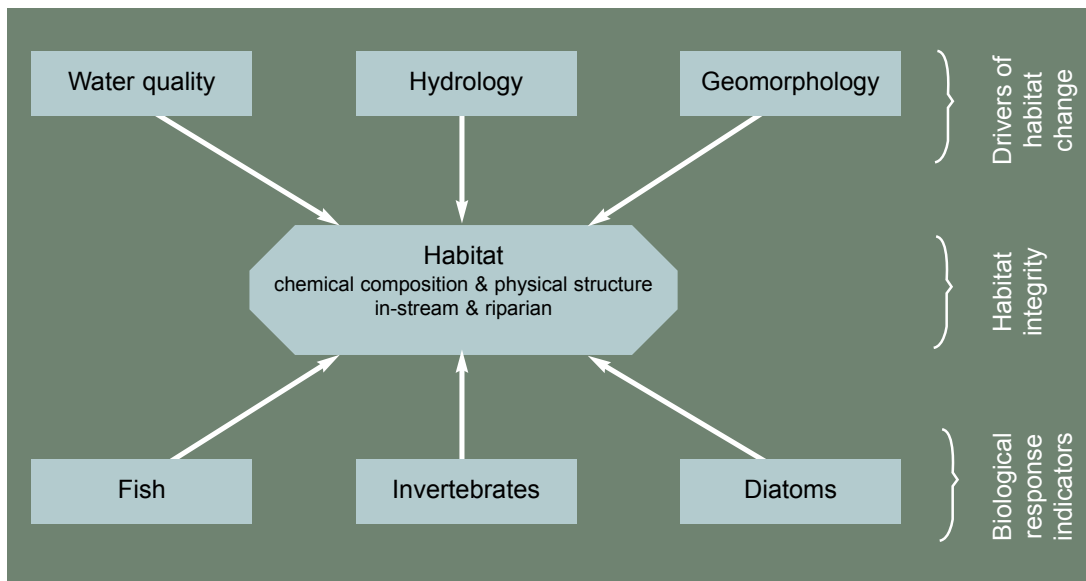 Water quality
Hydrology
Geomorphology
Drivers of
habitat
change
Habitat
chemical composition & physical structure
in-stream & riparian
Habitat
integrity
Fish
Invertebrates
Diatoms
Biological
response
indicators